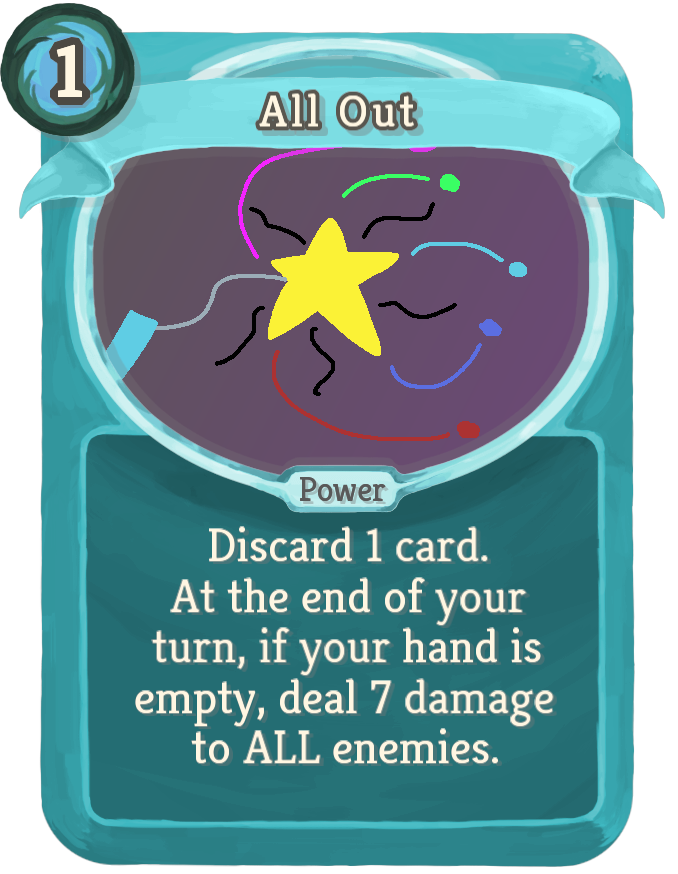 1
All Out
Power
Discard 1 card.
At the end of your
turn, if your hand is
empty, deal 7 damage
to ALL enemies.